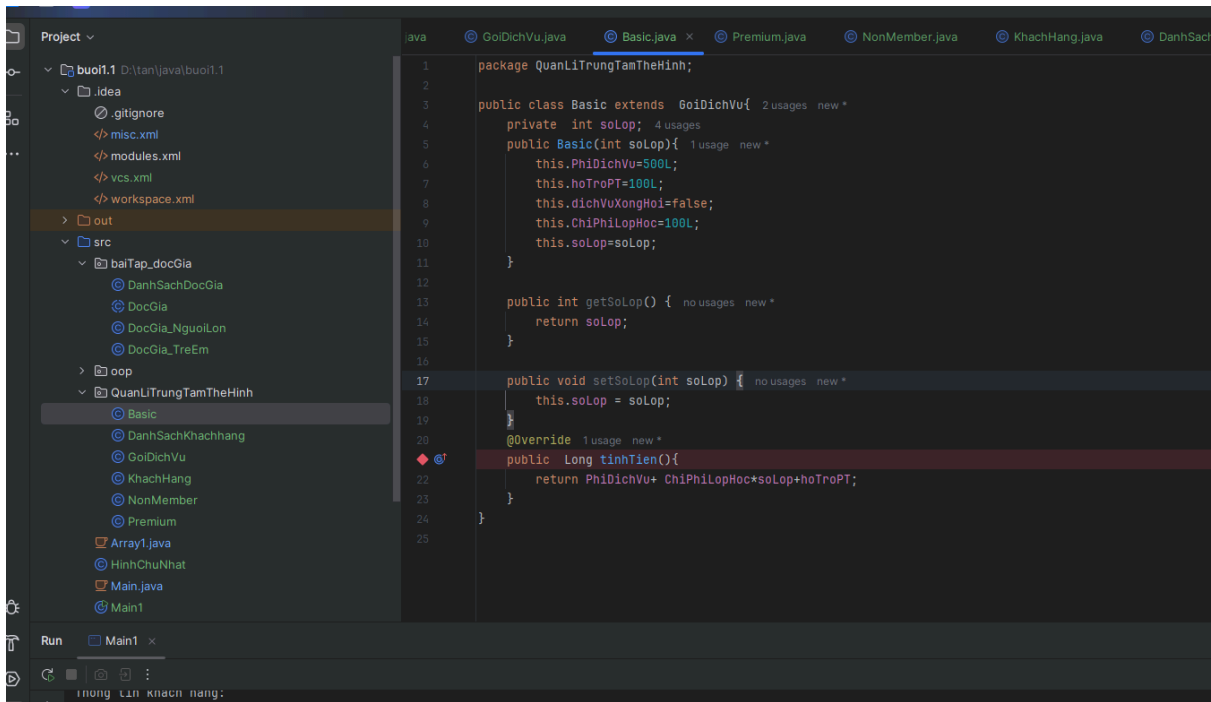 Project
java
GoiDichVu.java
Basic.java
Premium.java
NonMember.java
KhachHang.java
DanhSach
buoi1.1 D:\tan\java\buoi1.1
.idea
.gitignore
misc.xml
modules.xml
vcs.xml
workspace.xml
out
src
baiTap_docGia
DanhSachDocGia
DocGia
DocGia_NguoiLon
DocGia_TreEm
oop
QuanLiTrungTamTheHinh
Basic
DanhSachKhachhang
GoiDichVu
KhachHang
NonMember
Premium
Array1.java
HinhChuNhat
Main.java
Main1
1 package QuanLiTrungTamTheHinh;
2
3 public class Basic extends  GoiDichVu{ 2 usages new *
4 private  int soLop; 4 usages
5 public Basic(int soLop){ 1 usage new *
6 this.PhiDichVu=500L;
7 this.hoTroPT=100L;
8 this.dichVuXongHoi=false;
9 this.ChiPhiLopHoc=100L;
10 this.soLop=soLop;
11 }
12
13 public int getSoLop() { no usages new *
14 return soLop;
15 }
16
17 public void setSoLop(int soLop) { no usages new *
18 this.soLop = soLop;
19 }
20 @Override 1 usage new *
public  Long tinhTien(){
22 return PhiDichVu+ ChiPhiLopHoc*soLop+hoTroPT;
23 }
24 }
25
Run
Main1
Thong tin khach hang: